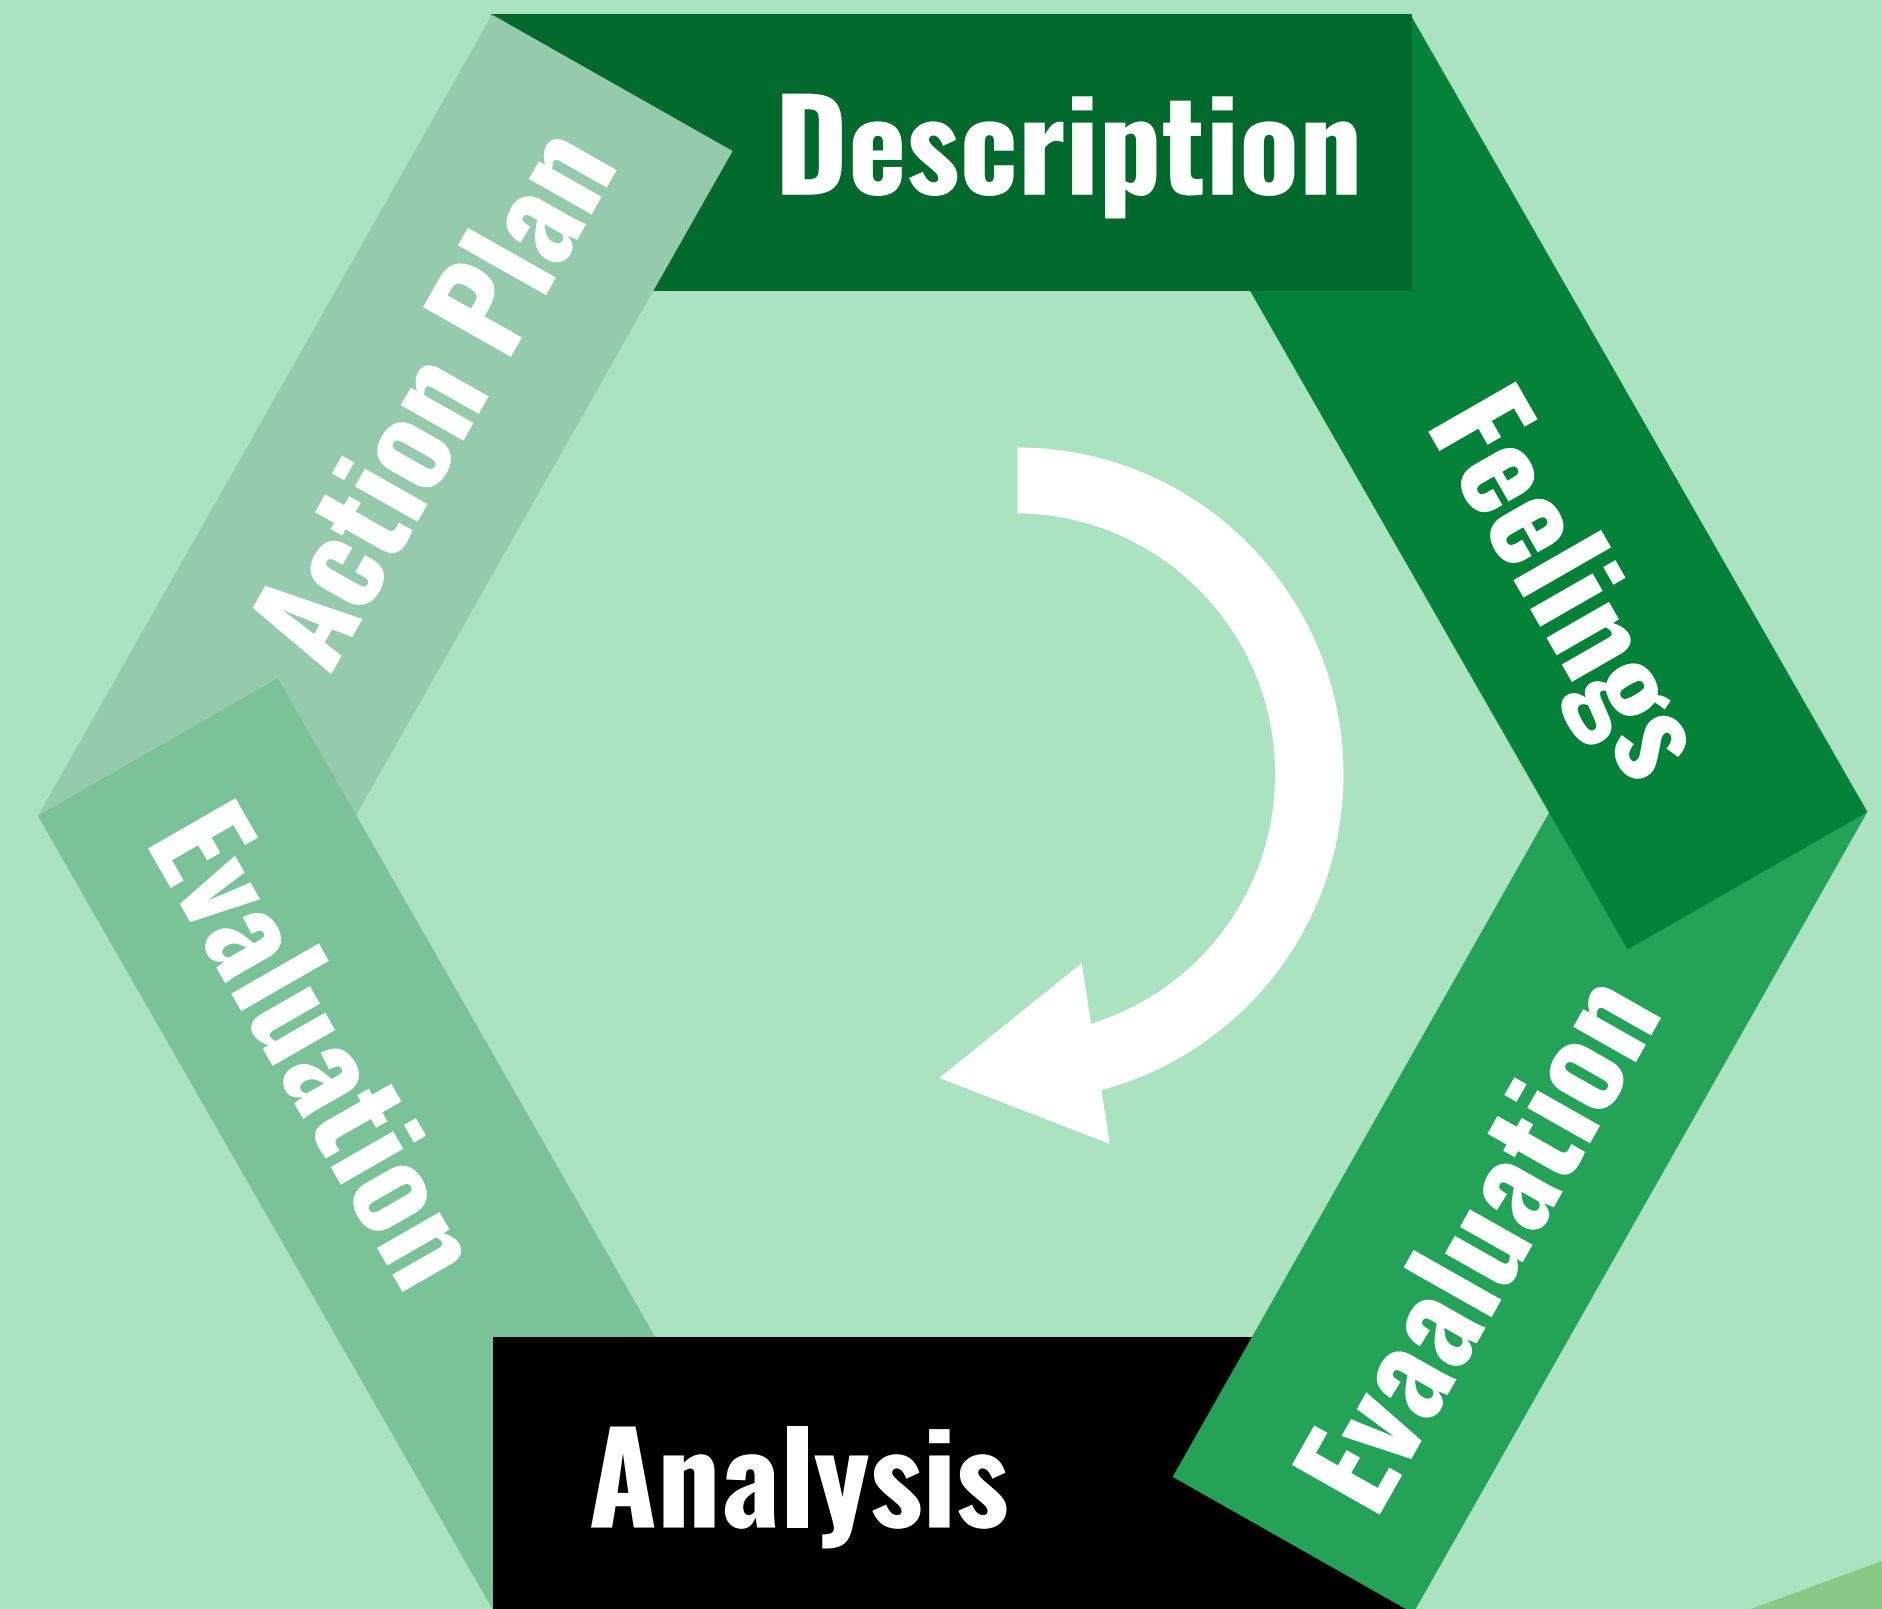 Description
Feelings
Evaaluation
Analysis
Evaluation
Action Plan